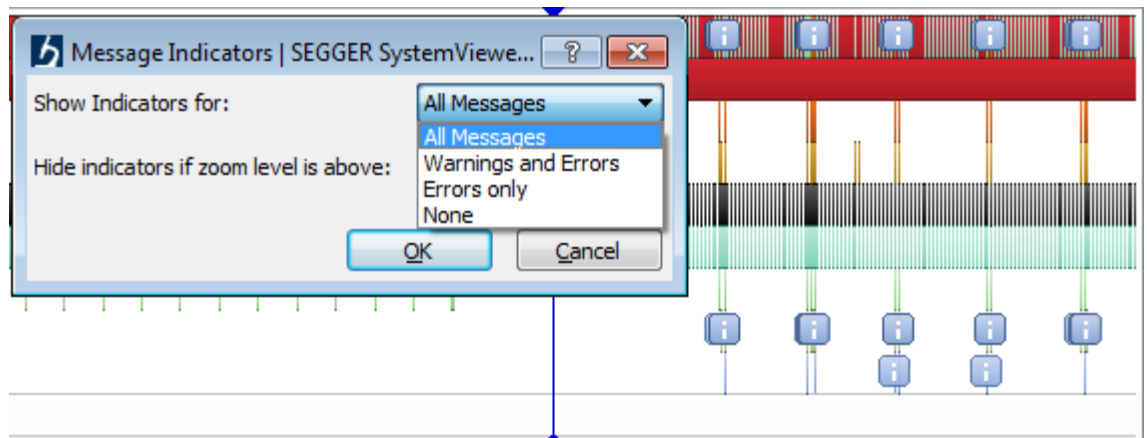 Message Indicators | SEGGER SystemViewe...
Show Indicators for:
All Messages
All Messages
Warnings and Errors
Errors only
None
Hide indicators if zoom level is above:
OK
Cancel